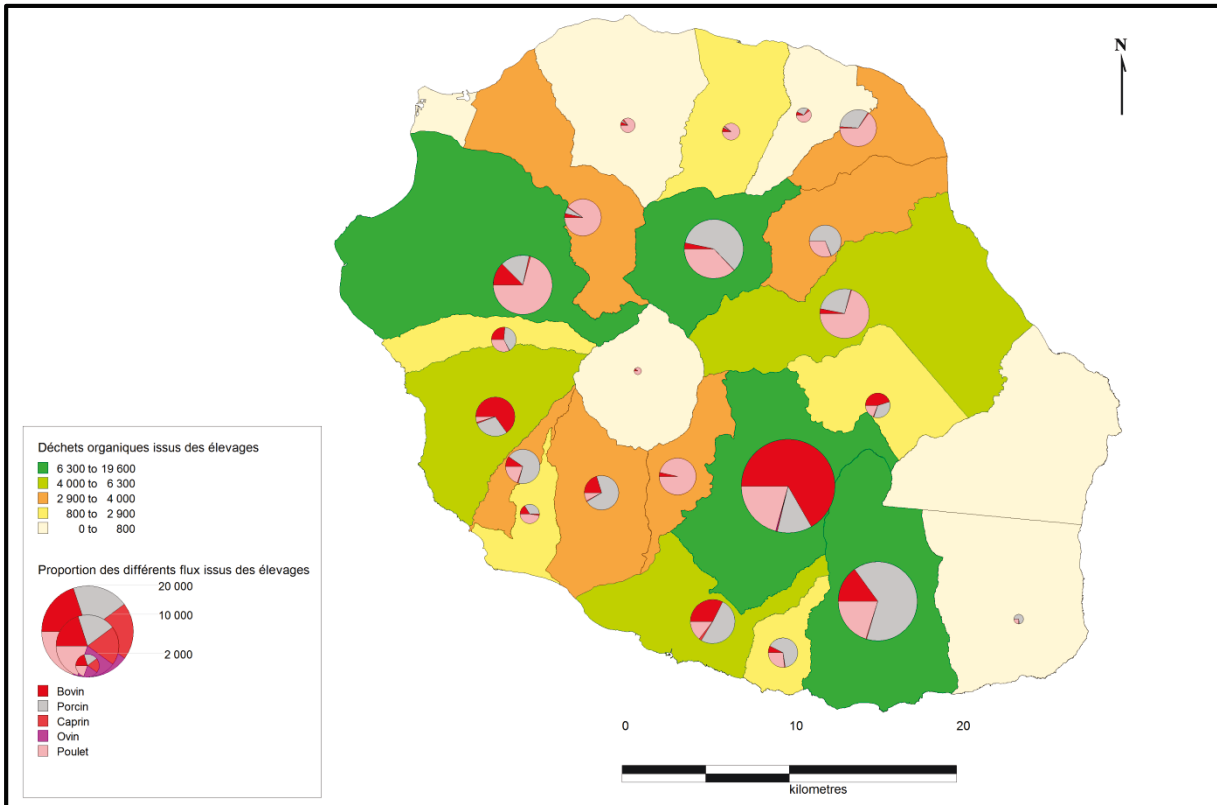 N
Déchets organiques issus des élevages
6 300 to 19 600
4 000 to 6 300
2 900 to 4 000
800 to 2 900
0 to 800
Proportion des différents flux issus des élevages
20 000
10 000
2 000
Bovin
Porcin
Caprin
Ovin
Poulet
0 10 20
kilometres